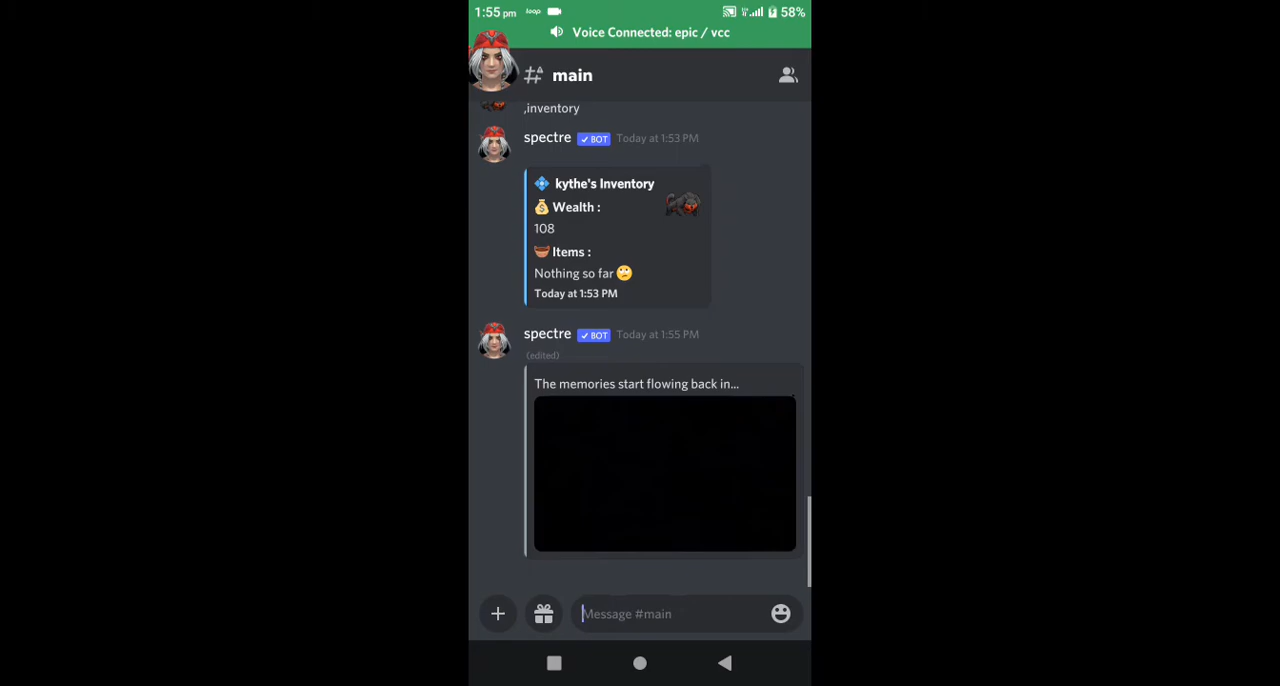 1:55 pm loop 58%
Voice Connected: epic / vcc
main
,inventory
spectre ✓ BOT Today at 1:53 PM
kythe's Inventory
Wealth :
108
Items :
Nothing so far
Today at 1:53 PM
spectre ✓ BOT Today at 1:55 PM
(edited)
The memories start flowing back in...
Message #main